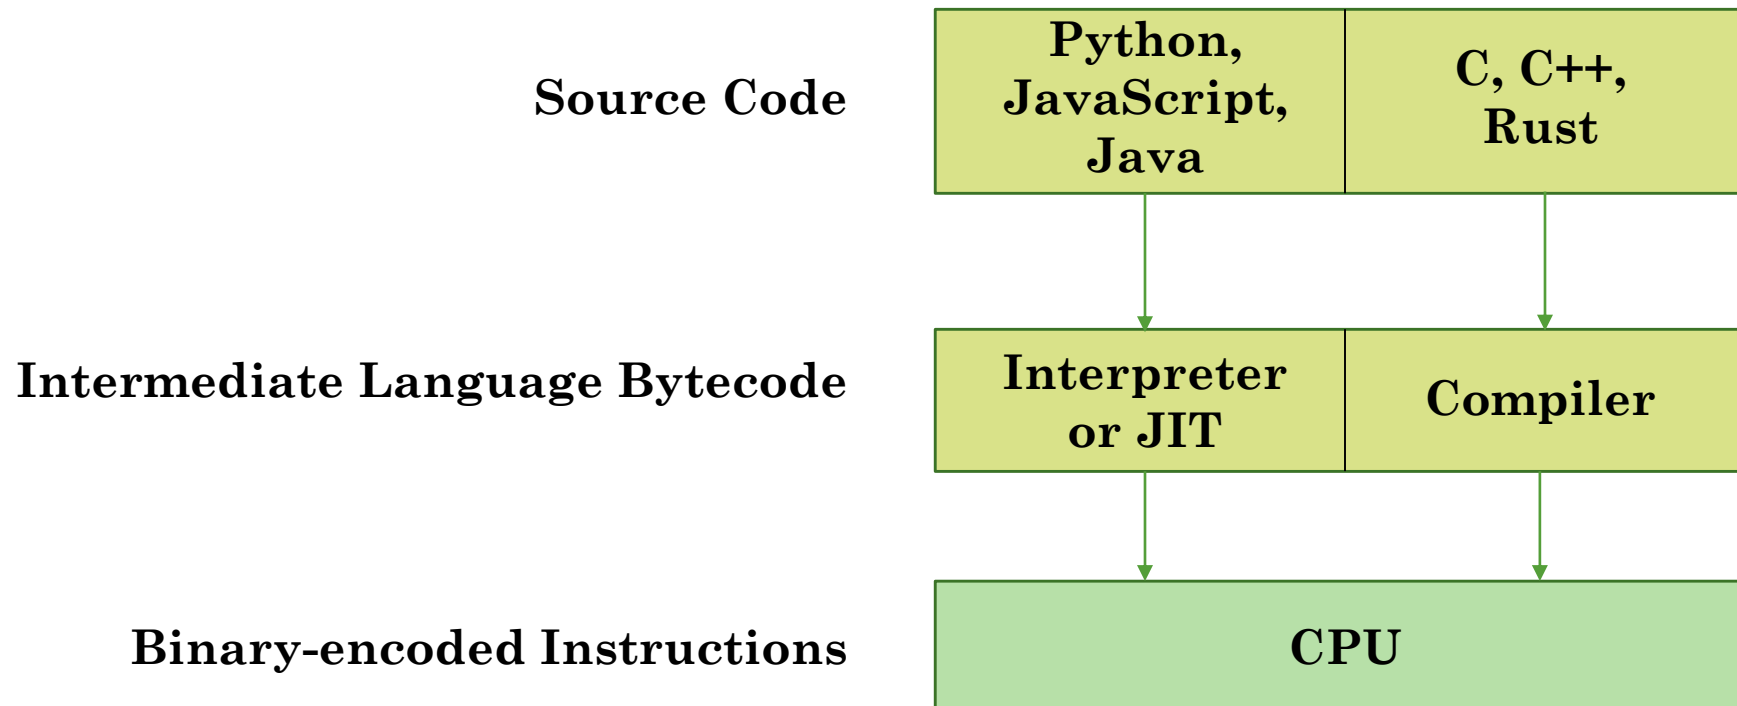 Source Code
Python,
JavaScript,
Java
C, C++,
Rust
Intermediate Language Bytecode
Interpreter
or JIT
Compiler
Binary-encoded Instructions
CPU